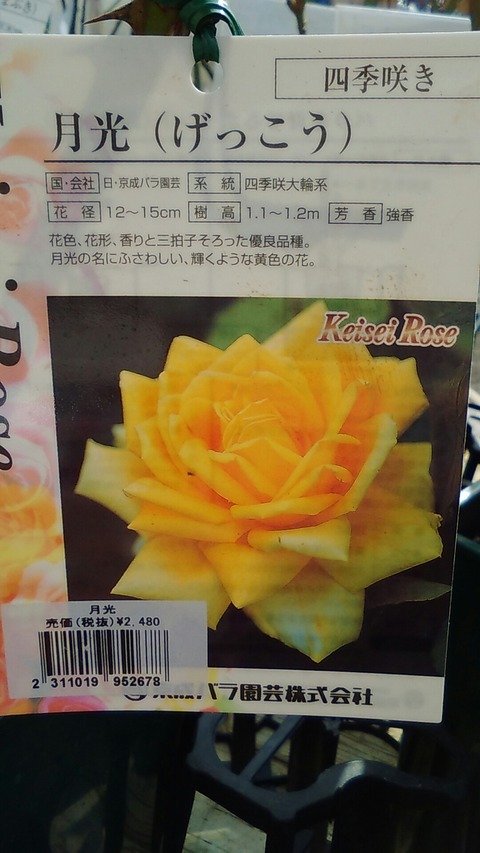 四季咲き
月光（げっこう）
国・会社 日・京成バラ園芸 系統 四季咲大輪系
花径 12〜15cm 樹高 1.1〜1.2m 芳香 強香
花色、花形、香りと三拍子そろった優良品種。
月光の名にふさわしい、輝くような黄色の花。
Keisei Rose
月光
売価(税抜)¥2,480
2 311019 952678
京成バラ園芸株式会社